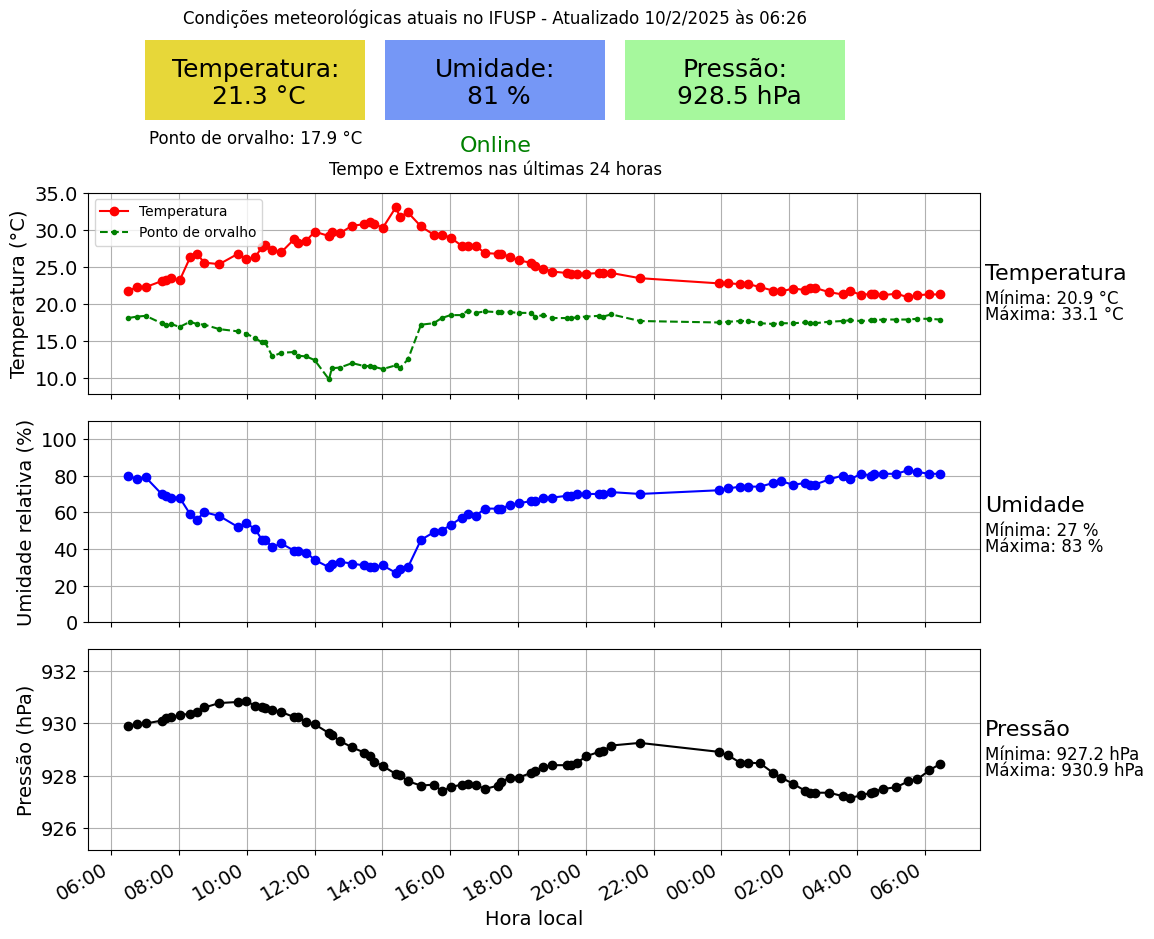 Condições meteorológicas atuais no IFUSP - Atualizado 10/2/2025 às 06:26
Temperatura:
21.3 °C
Umidade:
81 %
Pressão:
928.5 hPa
Ponto de orvalho: 17.9 °C
Online
Tempo e Extremos nas últimas 24 horas
Temperatura (°C)
35.0
30.0
25.0
20.0
15.0
10.0
Temperatura
Ponto de orvalho
Temperatura
Mínima: 20.9 °C
Máxima: 33.1 °C
Umidade relativa (%)
100
80
60
40
20
0
Umidade
Mínima: 27 %
Máxima: 83 %
Pressão (hPa)
932
930
928
926
Pressão
Mínima: 927.2 hPa
Máxima: 930.9 hPa
06:00 08:00 10:00 12:00 14:00 16:00 18:00 20:00 22:00 00:00 02:00 04:00 06:00
Hora local